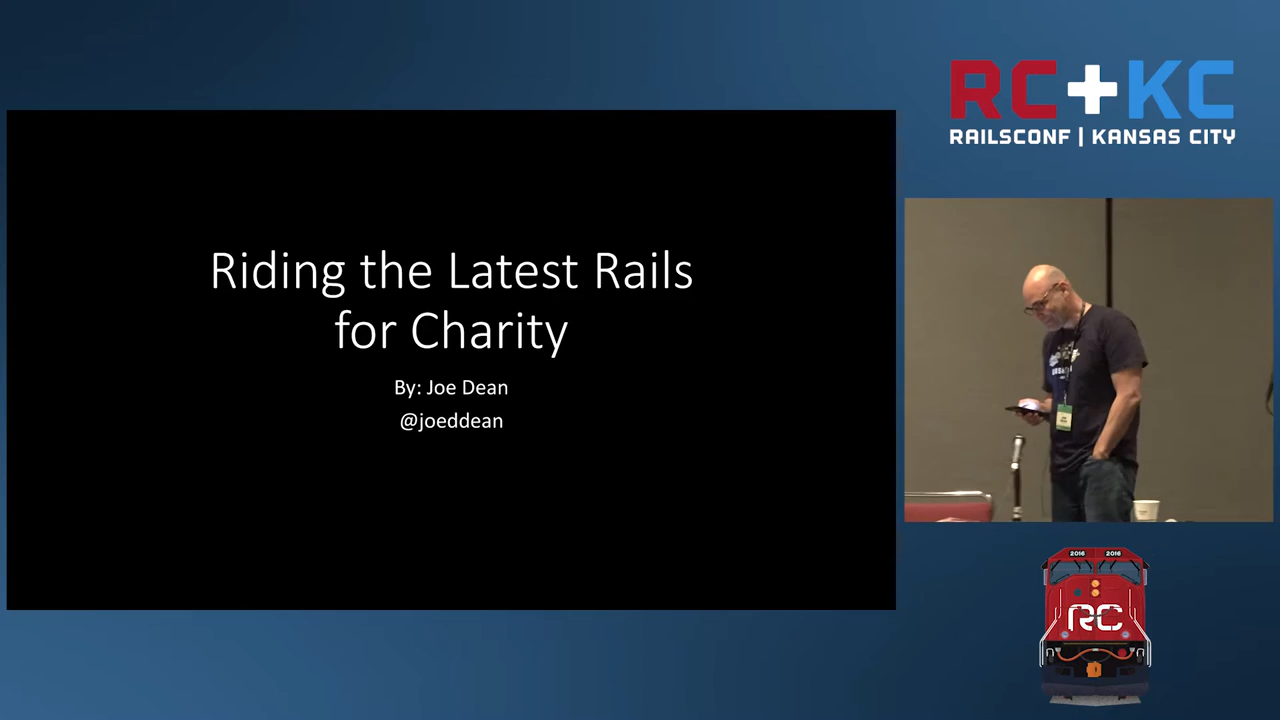 RC+KC
RAILSCONF | KANSAS CITY
Riding the Latest Rails
for Charity
By: Joe Dean
@joeddean
2016 2016
RC